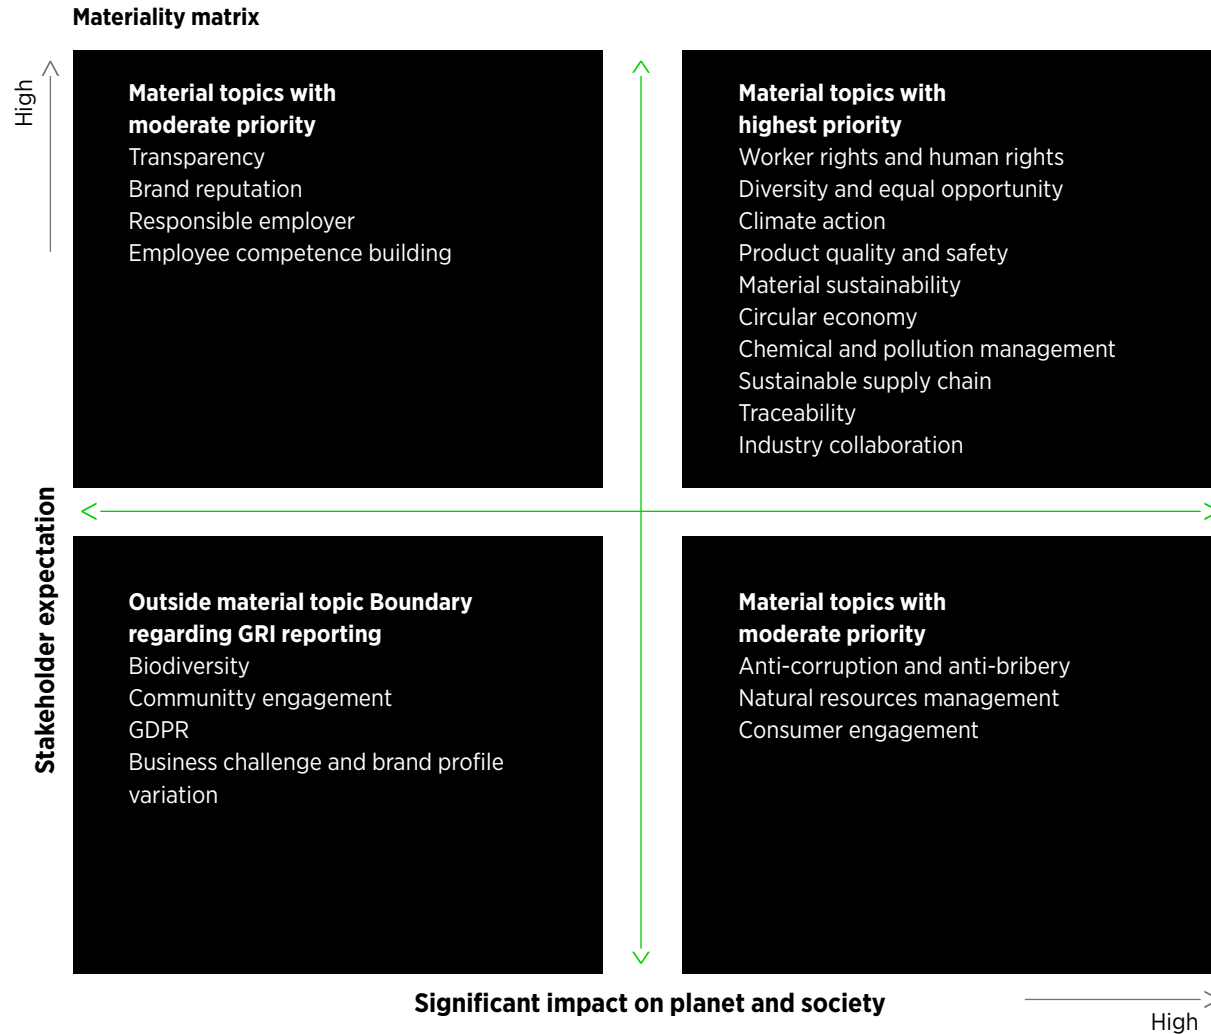 Materiality matrix
High
Material topics with
moderate priority
Transparency
Brand reputation
Responsible employer
Employee competence building
Material topics with
highest priority
Worker rights and human rights
Diversity and equal opportunity
Climate action
Product quality and safety
Material sustainability
Circular economy
Chemical and pollution management
Sustainable supply chain
Traceability
Industry collaboration
Stakeholder expectation
Outside material topic Boundary
regarding GRI reporting
Biodiversity
Communitty engagement
GDPR
Business challenge and brand profile
variation
Material topics with
moderate priority
Anti-corruption and anti-bribery
Natural resources management
Consumer engagement
Significant impact on planet and society
High